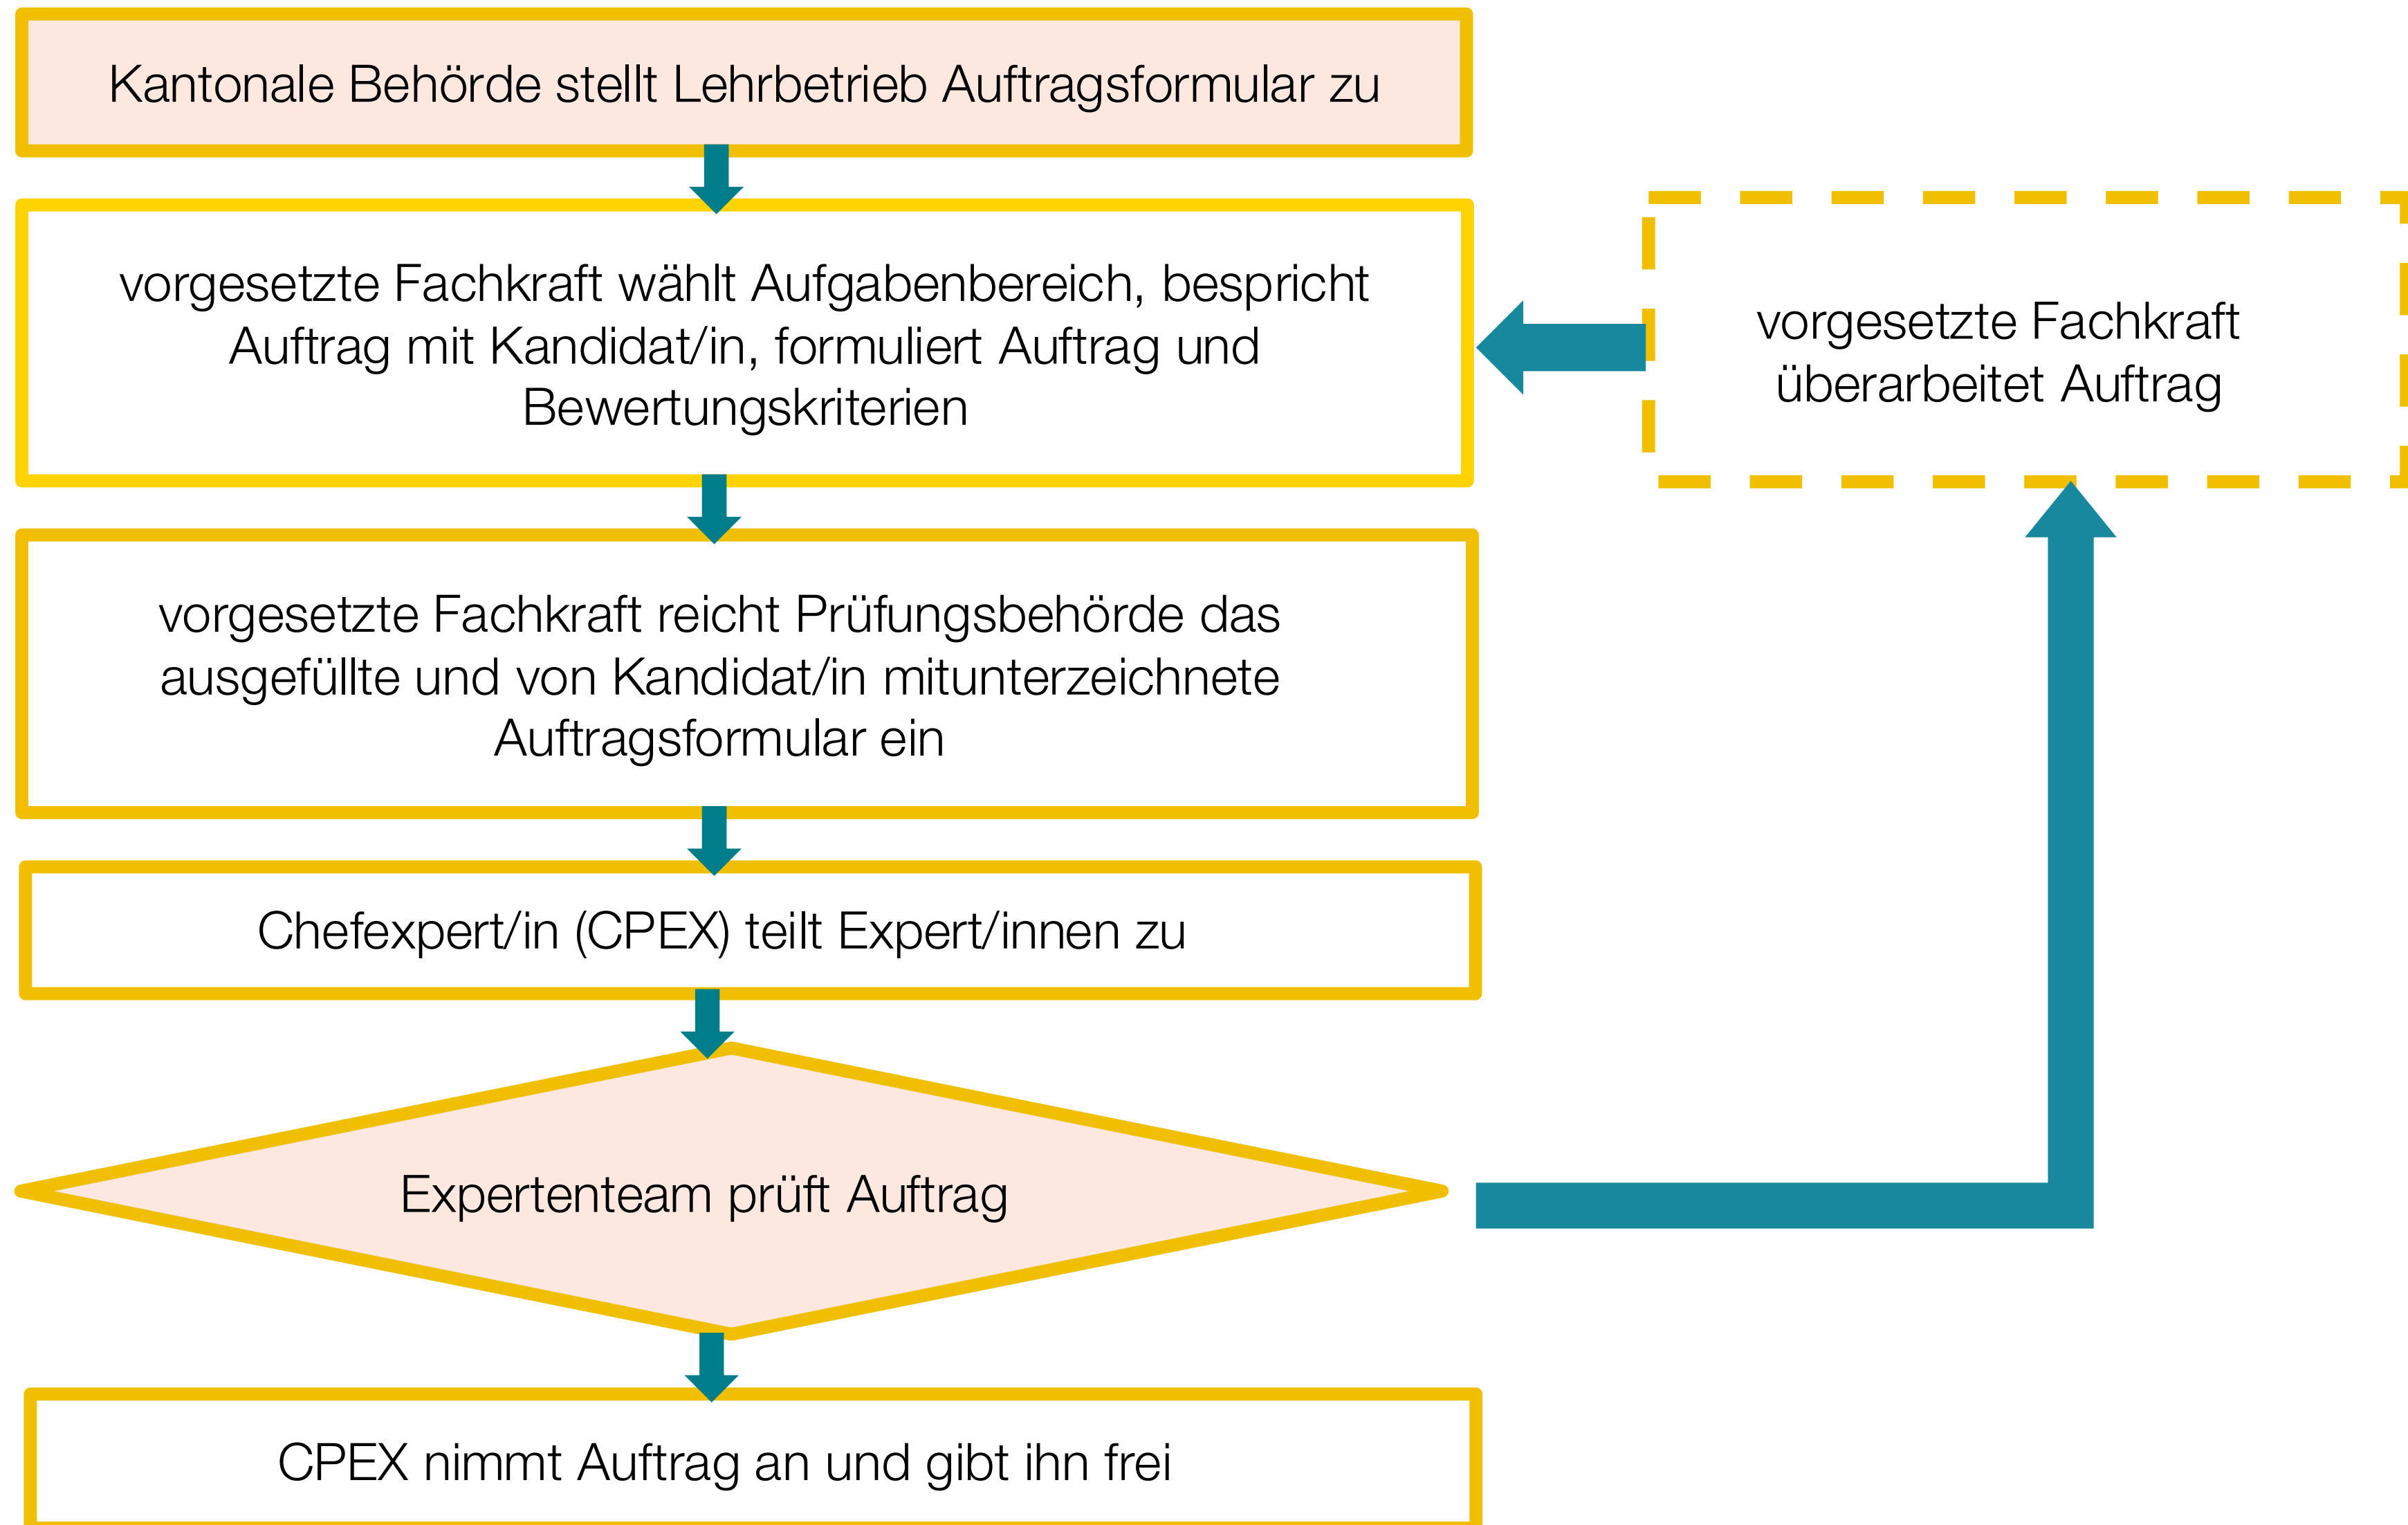 Kantonale Behörde stellt Lehrbetrieb Auftragsformular zu
vorgesetzte Fachkraft wählt Aufgabenbereich, bespricht
Auftrag mit Kandidat/in, formuliert Auftrag und
Bewertungskriterien
vorgesetzte Fachkraft
überarbeitet Auftrag
vorgesetzte Fachkraft reicht Prüfungsbehörde das
ausgefüllte und von Kandidat/in mitunterzeichnete
Auftragsformular ein
Chefexpert/in (CPEX) teilt Expert/innen zu
Expertenteam prüft Auftrag
CPEX nimmt Auftrag an und gibt ihn frei